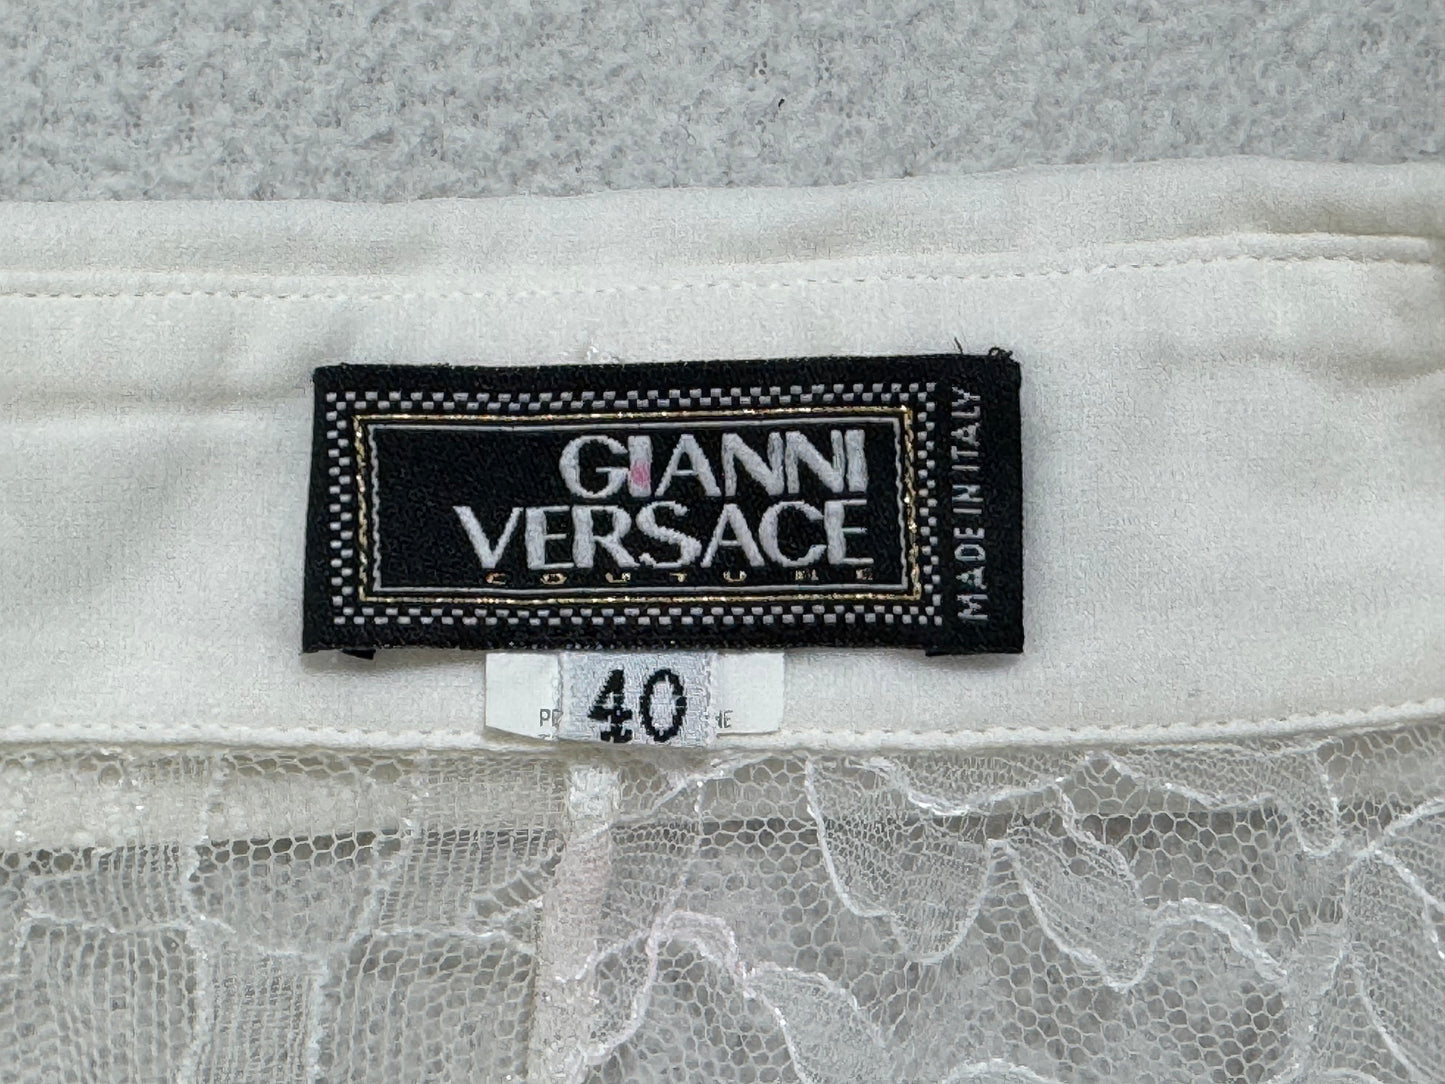 GIANNI
VERSACE
COUTURE
MADE IN ITALY
40